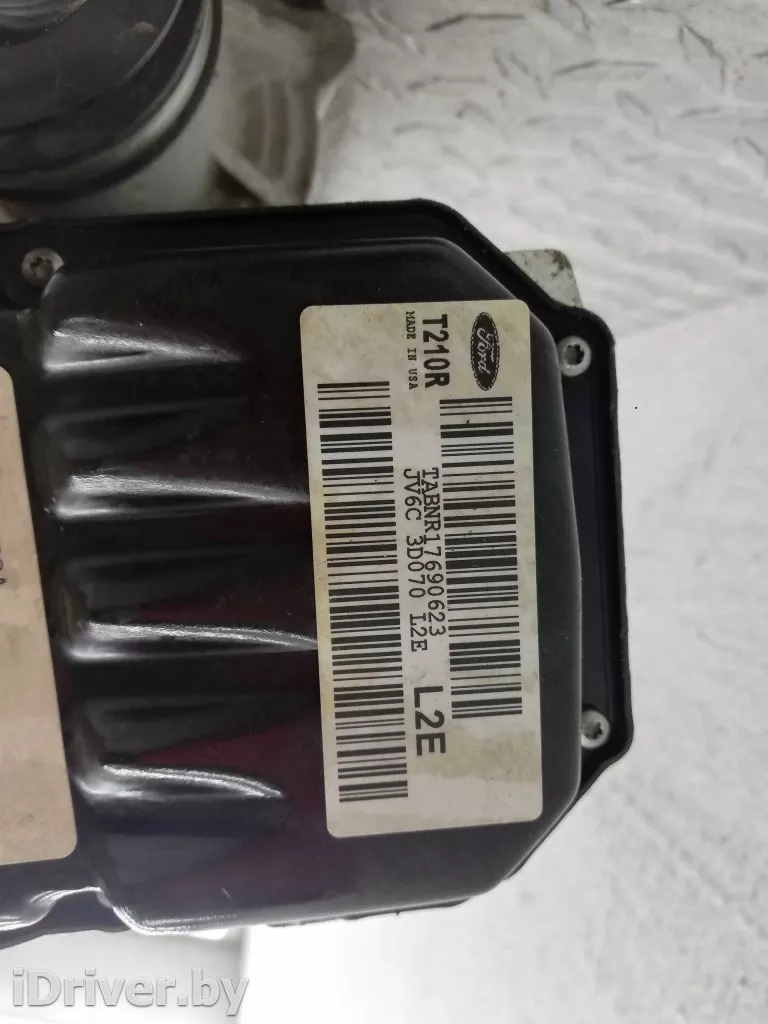 Ford
T210R
MADE IN USA
TABNR17690623
JV6C 3D070 L2E
L2E
iDriver.by